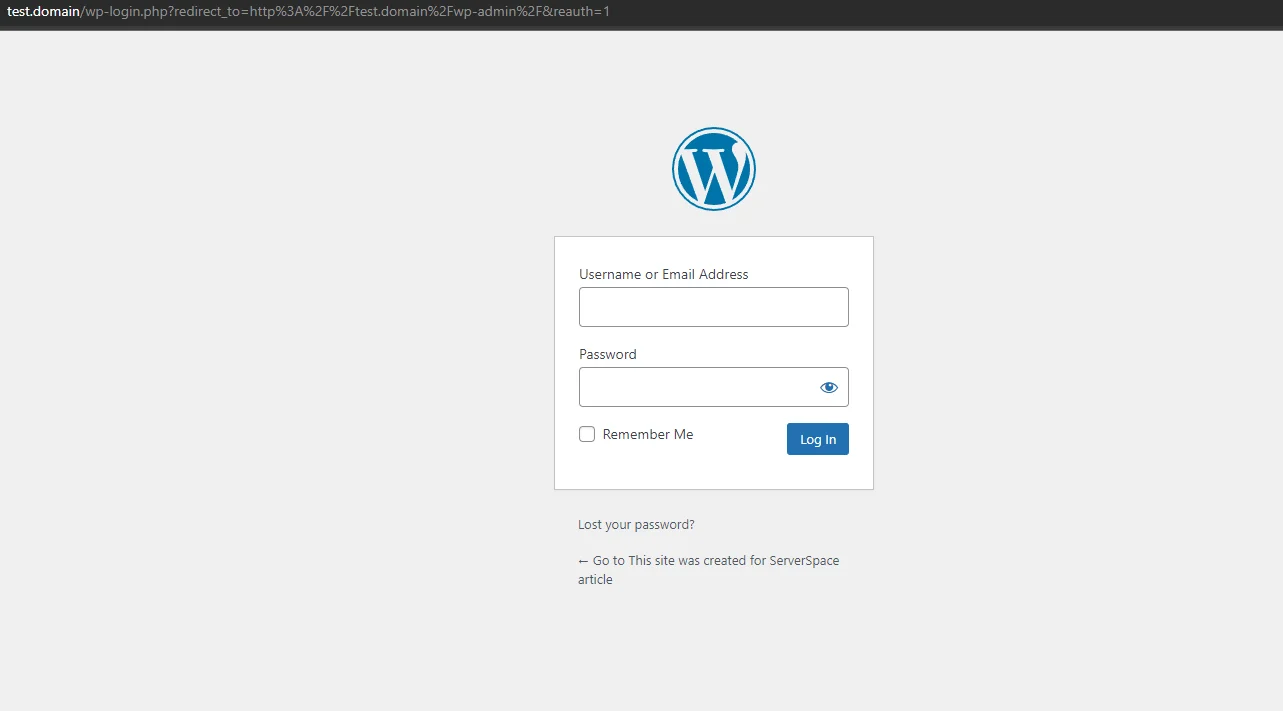 test.domain/wp-login.php?redirect_to=http%3A%2F%2Ftest.domain%2Fwp-admin%2F&reauth=1
W
Username or Email Address
Password
Remember Me
Log In
Lost your password?
← Go to This site was created for ServerSpace
article